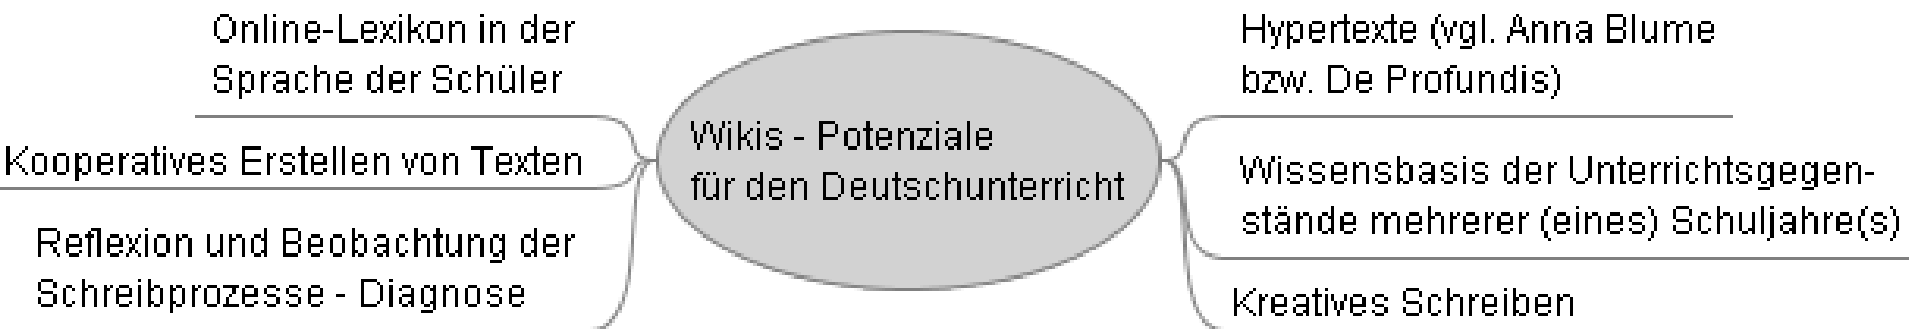 Online-Lexikon in der
Sprache der Schüler
Kooperatives Erstellen von Texten
Reflexion und Beobachtung der
Schreibprozesse - Diagnose
Wikis - Potenziale
für den Deutschunterricht
Hypertexte (vgl. Anna Blume
bzw. De Profundis)
Wissensbasis der Unterrichtsgegen-
stände mehrerer (eines) Schuljahre(s)
Kreatives Schreiben